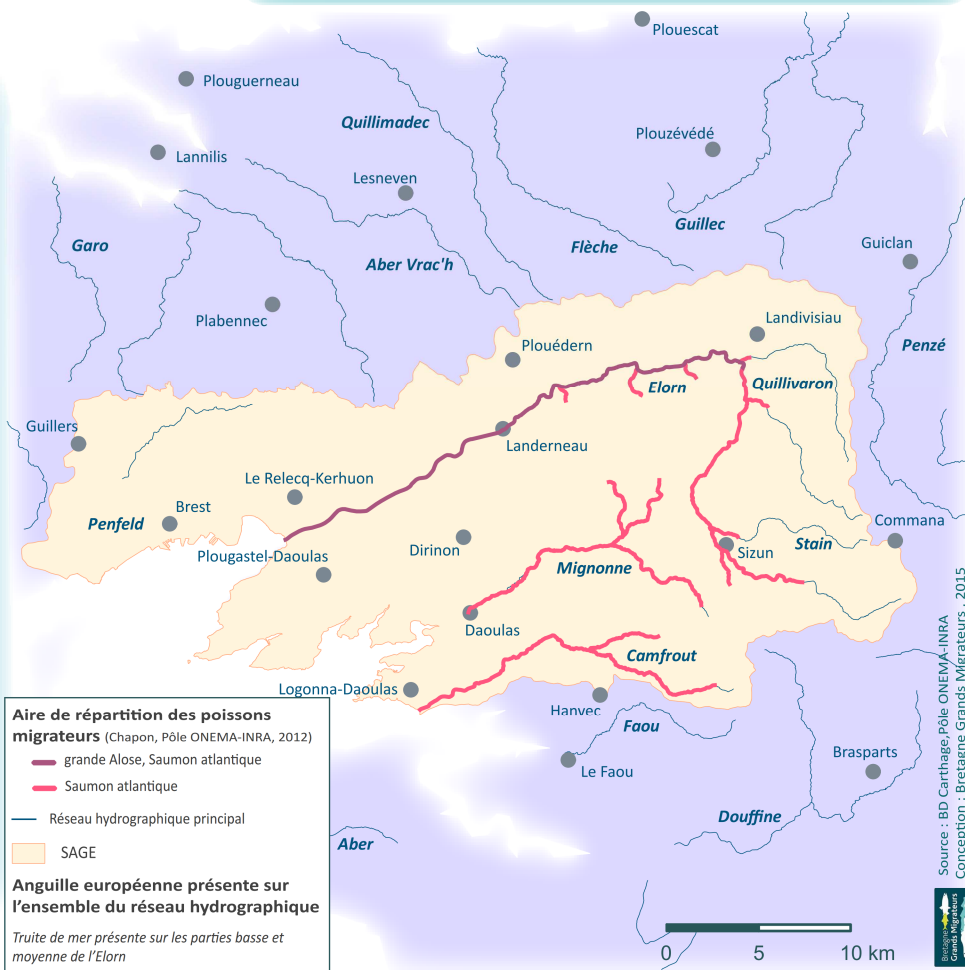 Plouescat
Plouguerneau
Quillimadec
Plouzévédé
Lannilis
Lesneven
Guillec
Garo
Flèche
Guiclan
Aber Vrac'h
Plabennec
Landivisiau
Plouédern
Penzé
Elorn
Quillivaron
Guillers
Landerneau
Le Relecq-Kerhuon
Brest
Penfeld
Commana
Dirinon
Stain
Plougastel-Daoulas
Sizun
Mignonne
Daoulas
Camfrout
Logonna-Daoulas
Hanvec
Faou
Brasparts
Le Faou
Douffine
Aber
Aire de répartition des poissons
migrateurs (Chapon, Pôle ONEMA-INRA, 2012)
grande Alose, Saumon atlantique
Saumon atlantique
Réseau hydrographique principal
SAGE
Anguille européenne présente sur
l'ensemble du réseau hydrographique
Truite de mer présente sur les parties basse et
moyenne de l'Elorn
0 5 10 km
Source : BD Carthage,Pôle ONEMA-INRA
Conception : Bretagne Grands Migrateurs , 2015
Bretagne
Grands Migrateurs